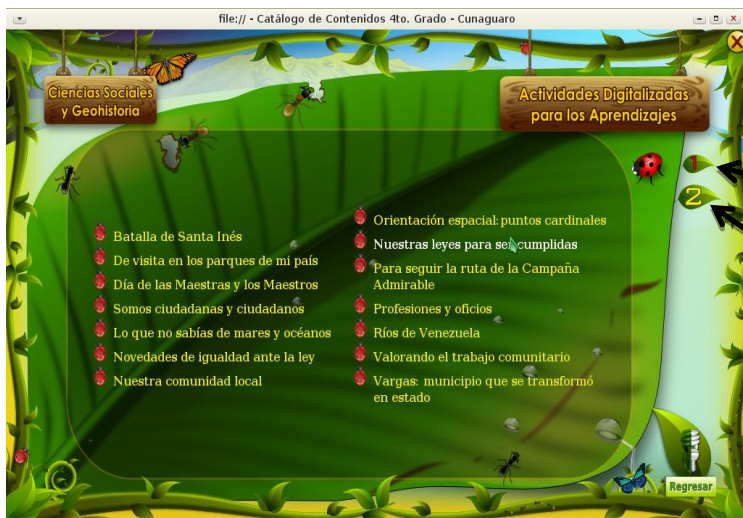 file:// - Catálogo de Contenidos 4to. Grado - Cunaguaro
Ciencias Sociales
y Geohistoria
Actividades Digitalizadas
para los Aprendizajes
1
2
Batalla de Santa Inés
De visita en los parques de mi país
Día de las Maestras y los Maestros
Somos ciudadanas y ciudadanos
Lo que no sabías de mares y océanos
Novedades de igualdad ante la ley
Nuestra comunidad local
Orientación espacial: puntos cardinales
Nuestras leyes para ser cumplidas
Para seguir la ruta de la Campaña
Admirable
Profesiones y oficios
Ríos de Venezuela
Valorando el trabajo comunitario
Vargas: municipio que se transformó
en estado
Regresar